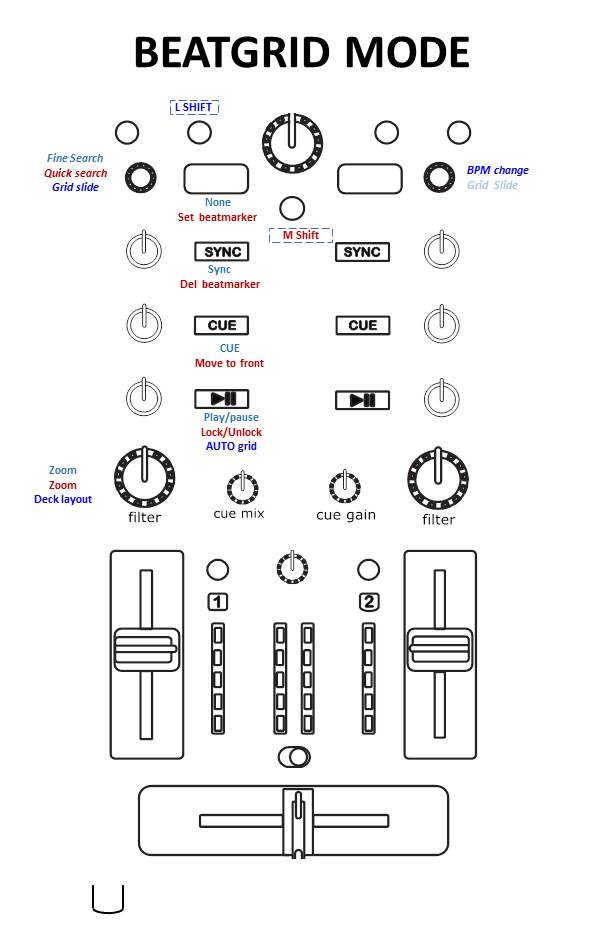 BEATGRID MODE
L SHIFT
Fine Search
Quick search
Grid slide
BPM change
Grid Slide
None
Set beatmarker
M Shift
SYNC
SYNC
Sync
Del beatmarker
CUE
CUE
CUE
Move to front
Play/pause
Lock/Unlock
AUTO grid
Zoom
Zoom
Deck layout
filter
cue mix
cue gain
filter
1
2